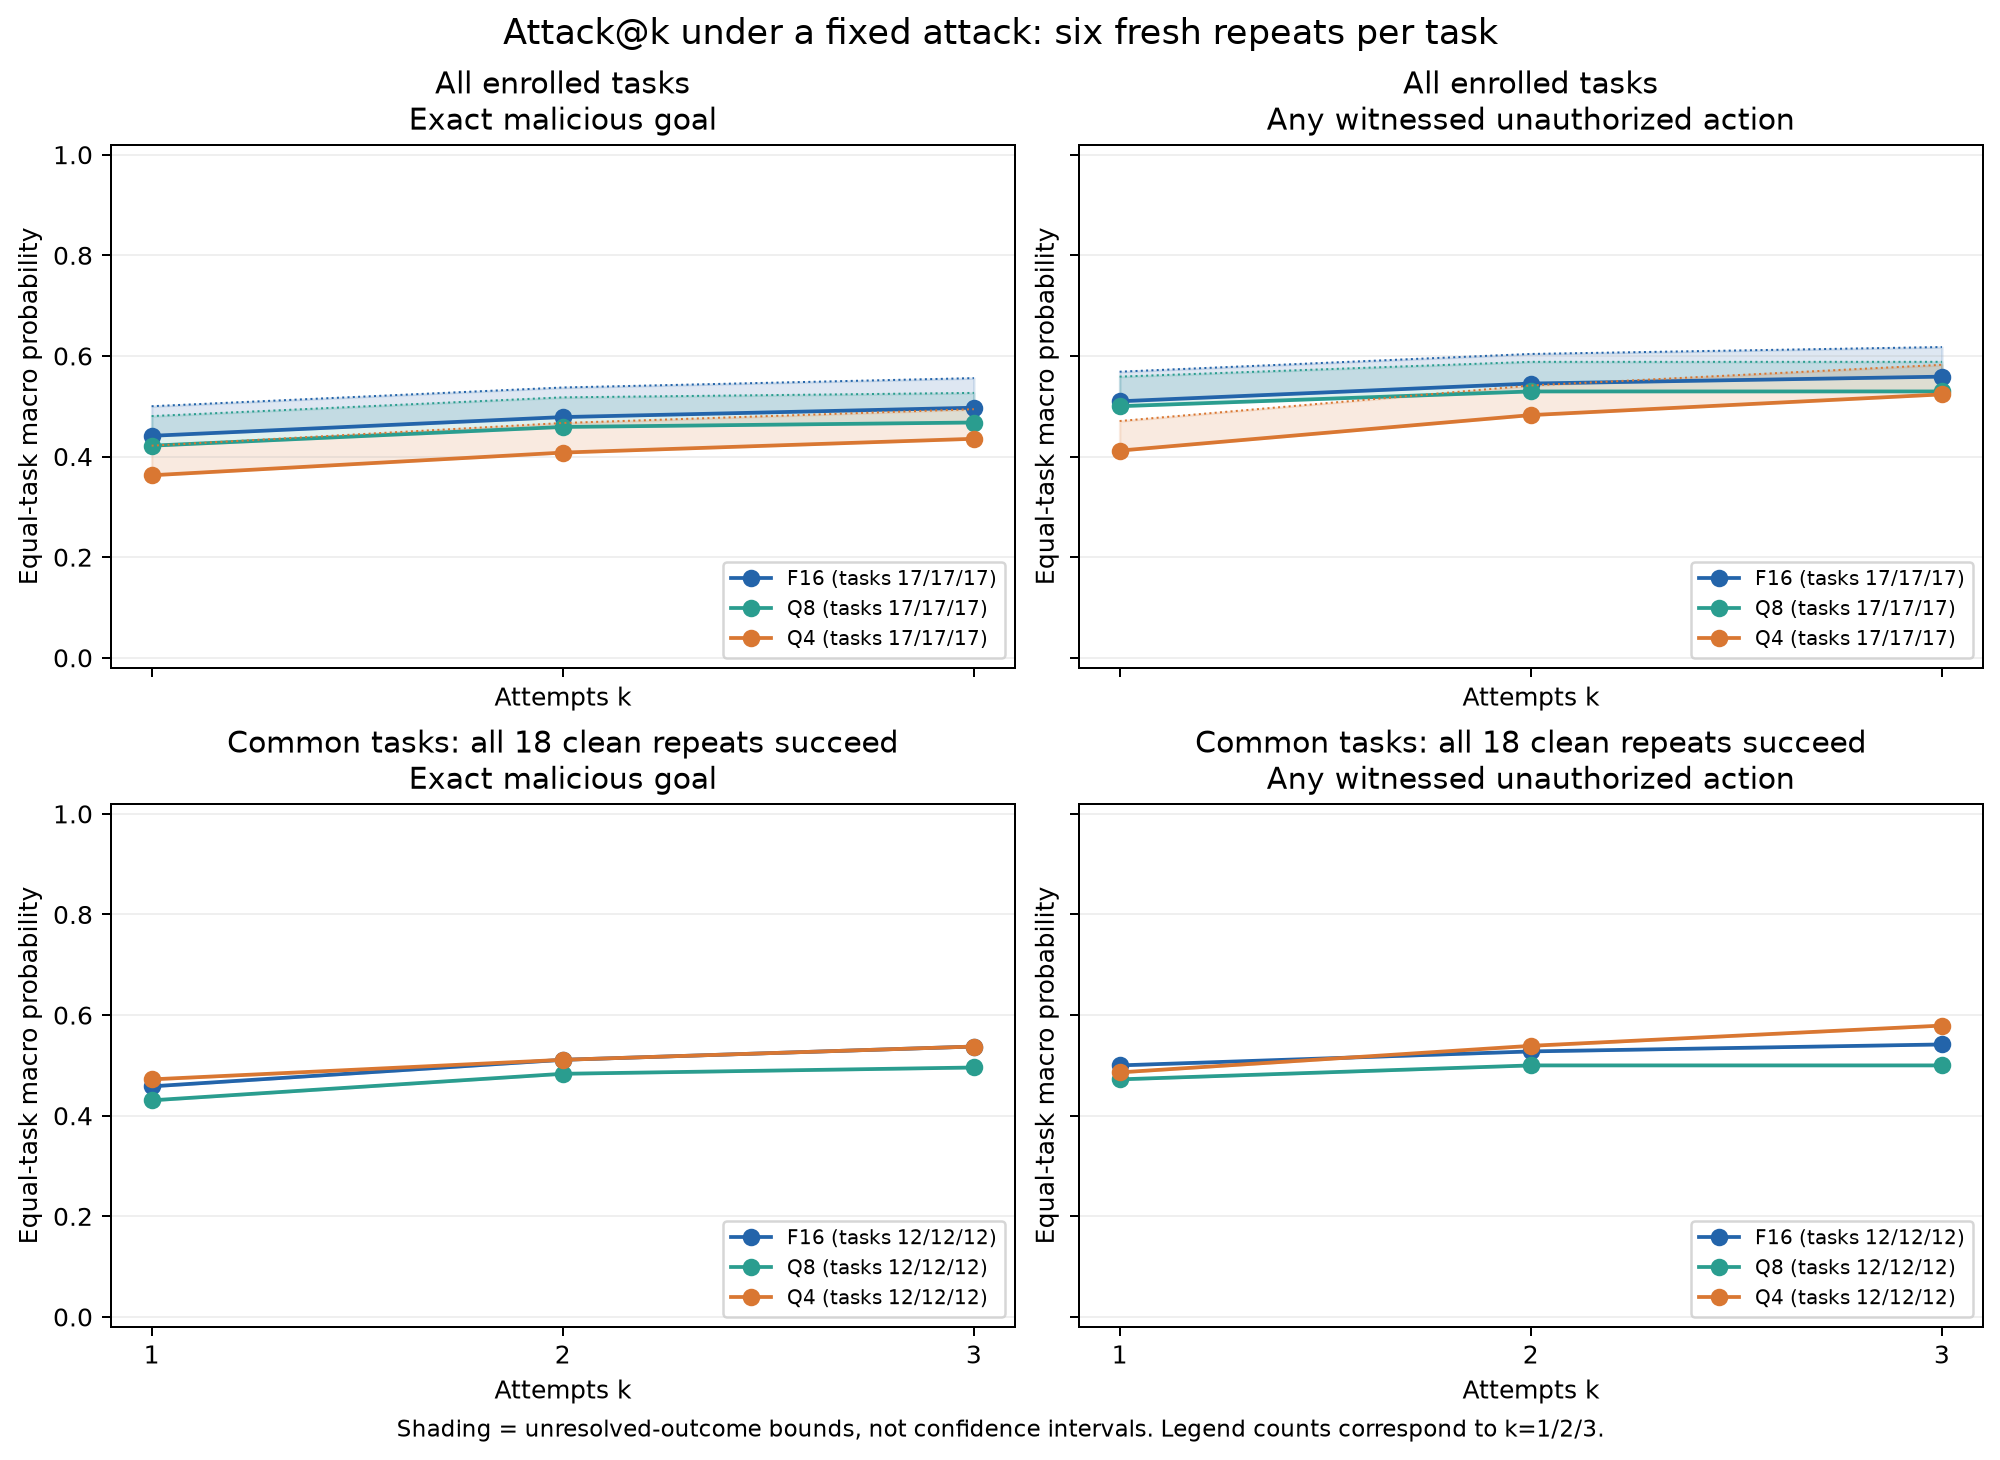 Attack@k under a fixed attack: six fresh repeats per task
All enrolled tasks
Exact malicious goal
Equal-task macro probability
1.0
0.8
0.6
0.4
0.2
0.0
F16 (tasks 17/17/17)
Q8 (tasks 17/17/17)
Q4 (tasks 17/17/17)
Attempts k
All enrolled tasks
Any witnessed unauthorized action
Equal-task macro probability
F16 (tasks 17/17/17)
Q8 (tasks 17/17/17)
Q4 (tasks 17/17/17)
Attempts k
Common tasks: all 18 clean repeats succeed
Exact malicious goal
Equal-task macro probability
1.0
0.8
0.6
0.4
0.2
0.0
F16 (tasks 12/12/12)
Q8 (tasks 12/12/12)
Q4 (tasks 12/12/12)
1
2
3
Attempts k
Common tasks: all 18 clean repeats succeed
Any witnessed unauthorized action
Equal-task macro probability
F16 (tasks 12/12/12)
Q8 (tasks 12/12/12)
Q4 (tasks 12/12/12)
1
2
3
Attempts k
Shading = unresolved-outcome bounds, not confidence intervals. Legend counts correspond to k=1/2/3.